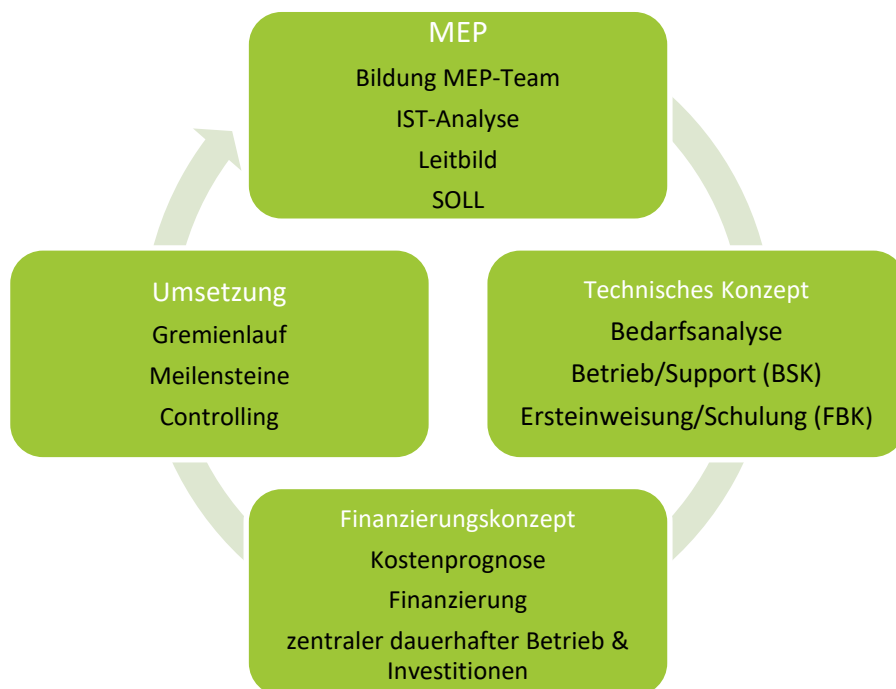 MEP
Bildung MEP-Team
IST-Analyse
Leitbild
SOLL
Technisches Konzept
Bedarfsanalyse
Betrieb/Support (BSK)
Ersteinweisung/Schulung (FBK)
Finanzierungskonzept
Kostenprognose
Finanzierung
zentraler dauerhafter Betrieb &
Investitionen
Umsetzung
Gremienlauf
Meilensteine
Controlling